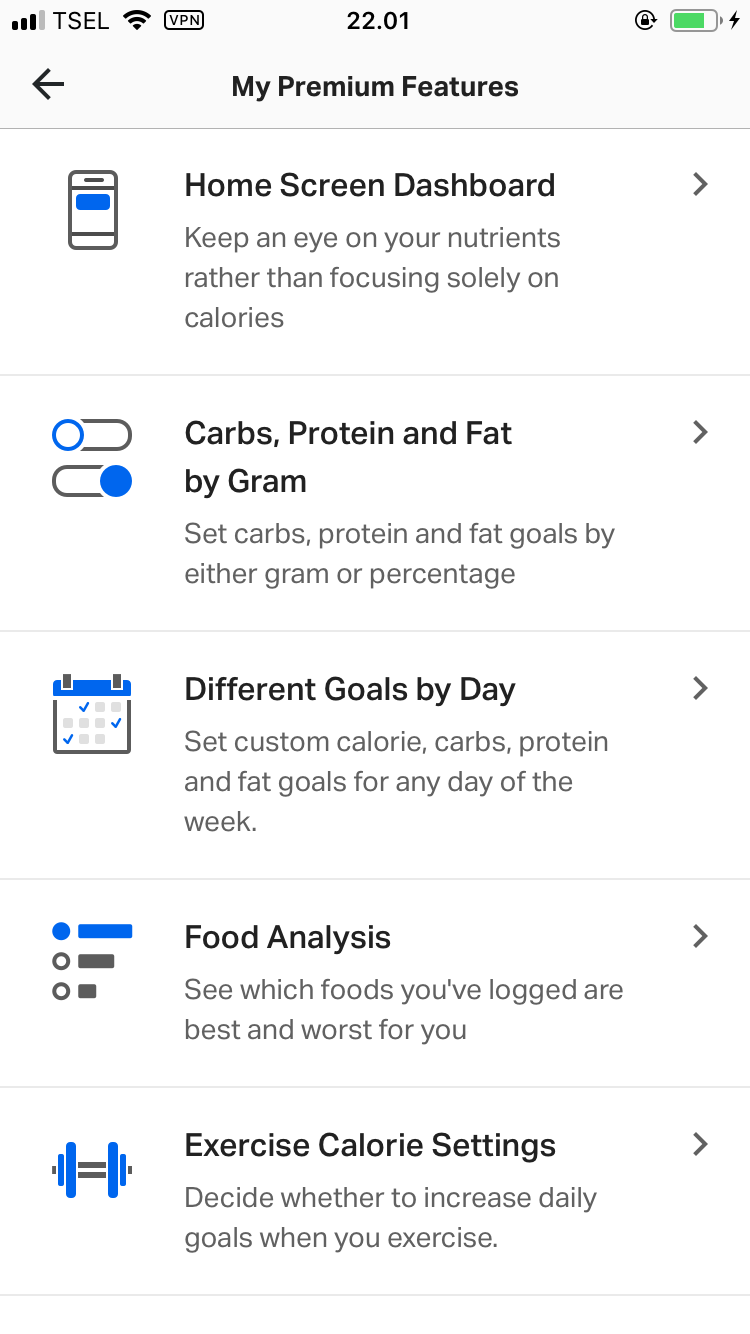 TSEL VPN 22.01
My Premium Features
Home Screen Dashboard
Keep an eye on your nutrients
rather than focusing solely on
calories
Carbs, Protein and Fat
by Gram
Set carbs, protein and fat goals by
either gram or percentage
Different Goals by Day
Set custom calorie, carbs, protein
and fat goals for any day of the
week.
Food Analysis
See which foods you've logged are
best and worst for you
Exercise Calorie Settings
Decide whether to increase daily
goals when you exercise.